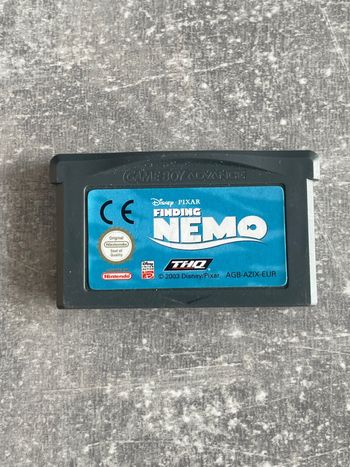 GAME BOY ADVANCE
CE
Disney PIXAR
FINDING
NEMO
Original
Nintendo
Seal of
Quality
Nintendo
THQ
©2003 Disney/Pixar
AGB-AZIX-EUR